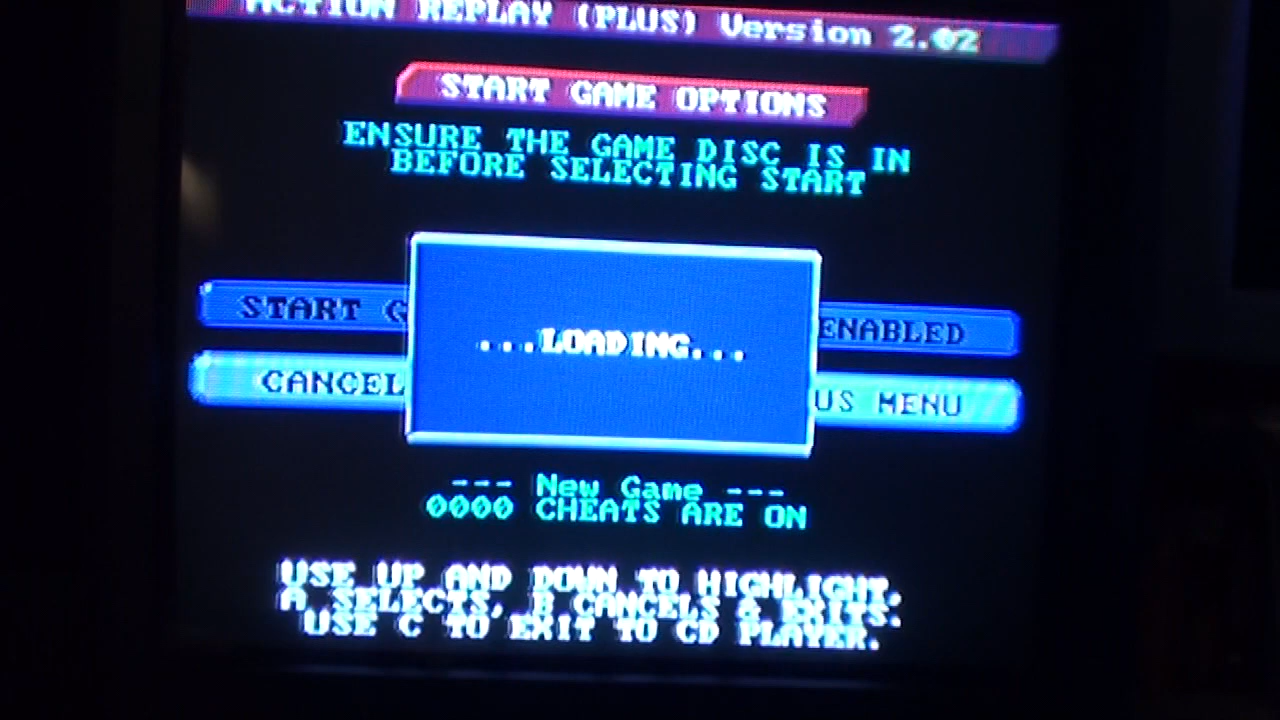 ACTION REPLAY (PLUS) Version 2.02
START GAME OPTIONS
ENSURE THE GAME DISC IS IN
BEFORE SELECTING START
START G
ENABLED
...LOADING...
CANCEL
US MENU
--- New Game ---
0000 CHEATS ARE ON
USE UP AND DOWN TO HIGHLIGHT,
A SELECTS, B CANCELS & EXITS.
USE C TO EXIT TO CD PLAYER.